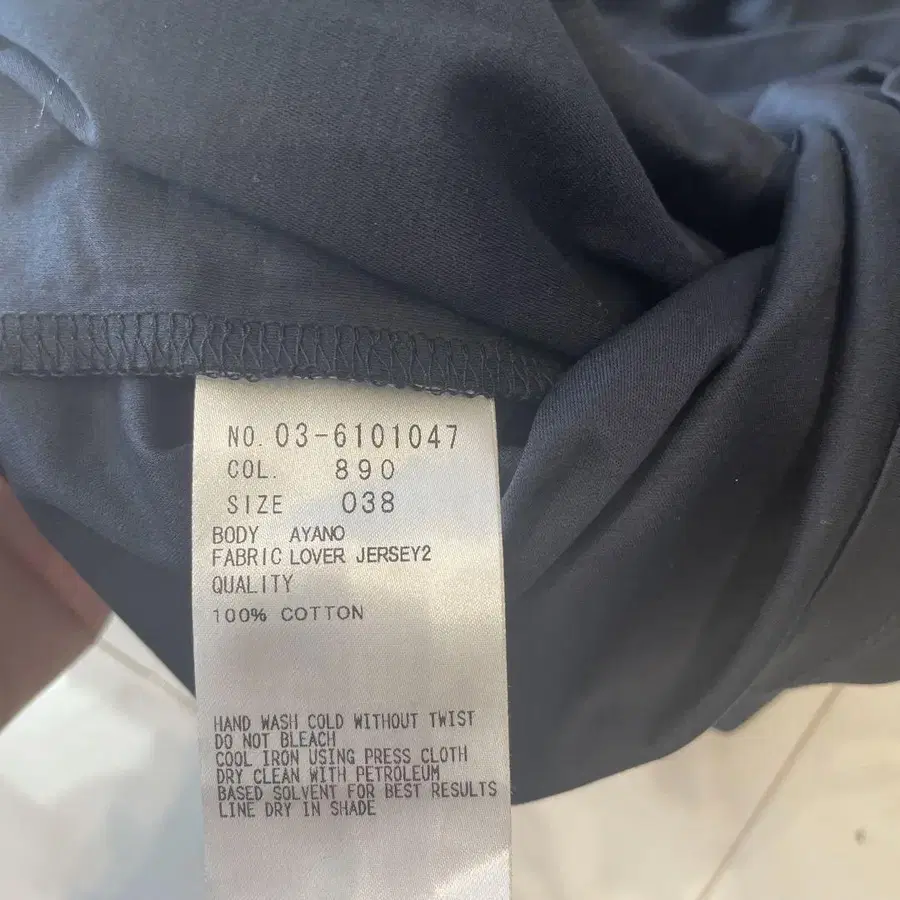 NO. 03-6101047
COL. 890
SIZE 038
BODY AYANO
FABRIC LOVER JERSEY2
QUALITY
100% COTTON
HAND WASH COLD WITHOUT TWIST
DO NOT BLEACH
COOL IRON USING PRESS CLOTH
DRY CLEAN WITH PETROLEUM
BASED SOLVENT FOR BEST RESULTS
LINE DRY IN SHADE